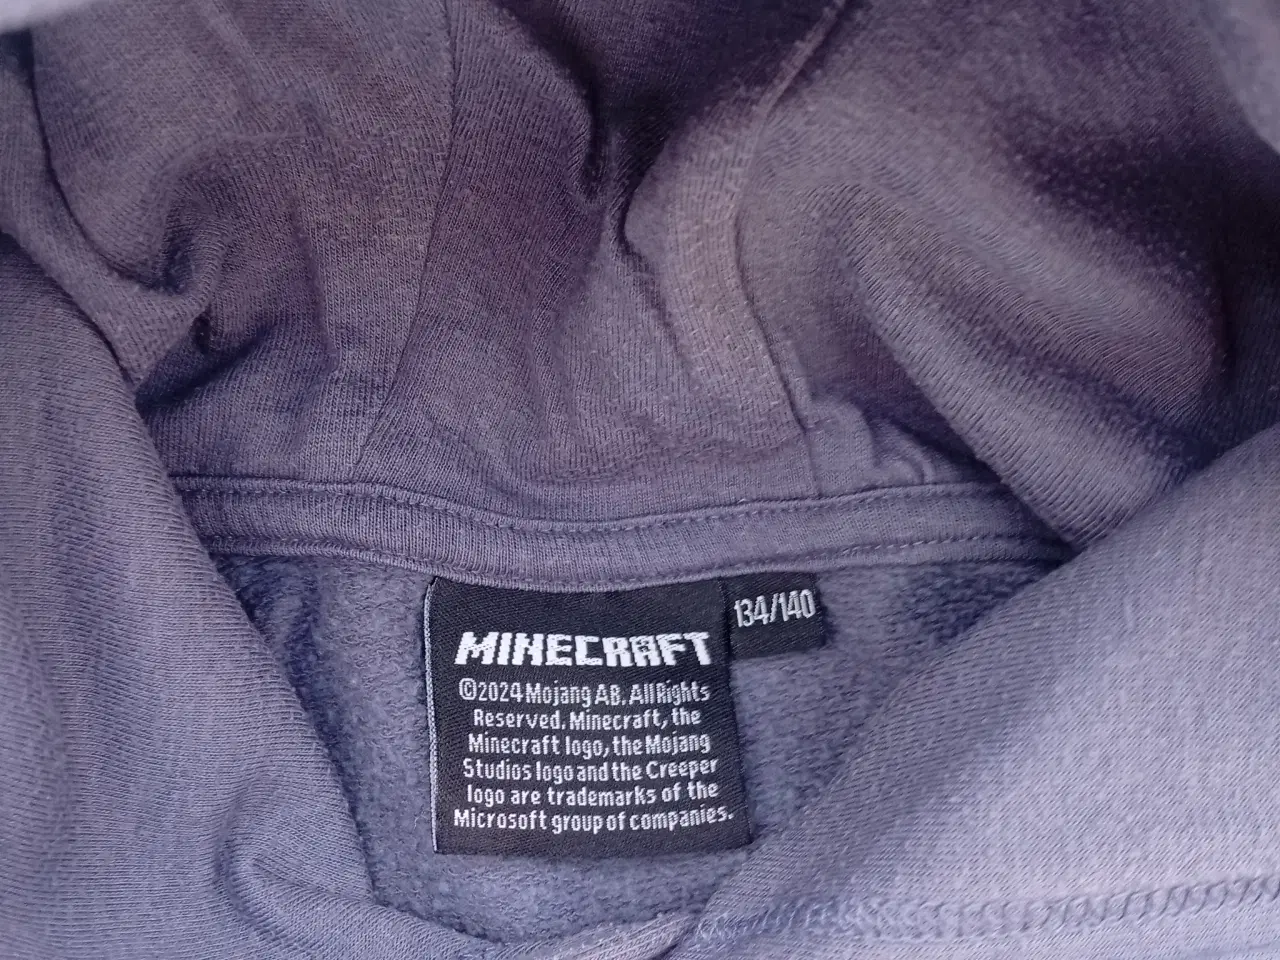 MINECRAFT
©2024 Mojang AB. All Rights
Reserved. Minecraft, the
Minecraft logo, the Mojang
Studios logo and the Creeper
logo are trademarks of the
Microsoft group of companies.
134/140